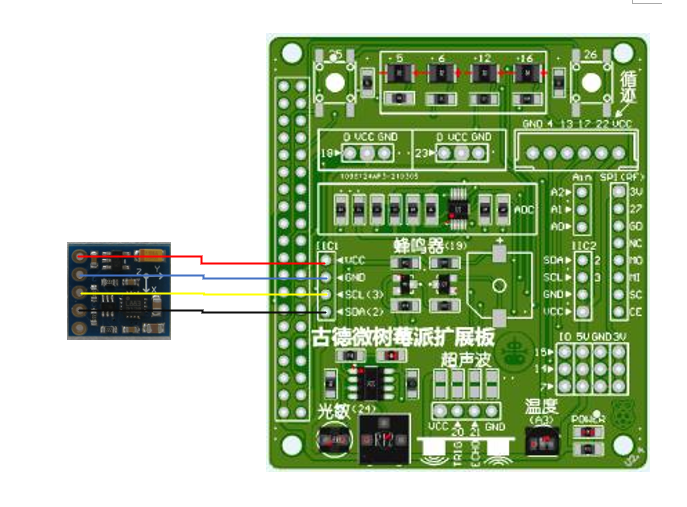 25
5 6 12 16
26
循迹
GND 4 13 17 22 VCC
D VCC GND
D VCC GND
18
23
Ain
SPI(RF)
A2
A1
A0
3V
27
GD
NC
MO
MI
SC
CE
ADC
IIC1
VCC
GND
SCL(3)
SDA(2)
蜂鸣器(19)
IIC2
SDA 2
SCL 3
GND
VCC
Z Y
X
古德微树莓派扩展板
超声波
IO 5V GND 3V
15
14
7
光敏(24)
R12
VCC
TRIG 20
ECHO 21
GND
温度
(A3)
POWER